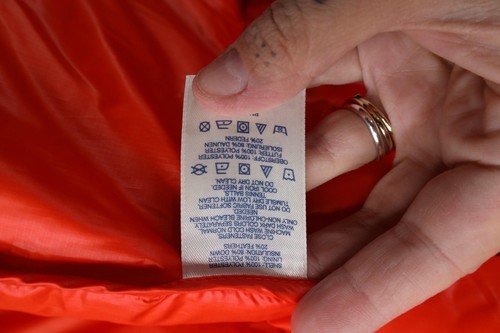 SHELL: 100% POLYESTER
LINING: 100% POLYESTER
INSULATION: 80% DOWN
20% FEATHERS
CLOSE FASTENERS.
MACHINE WASH COLD NORMAL
WASH DARK COLORS SEPARATELY.
ONLY NON CHLORINE BLEACH WHEN
NEEDED.
DO NOT USE FABRIC SOFTENER.
TUMBLE DRY LOW WITH CLEAN
TENNIS BALLS
COOL IRON IF NEEDED.
DO NOT DRY CLEAN.
OBERSTOFF: 100% POLYESTER
FUTTER: 100% POLYESTER
ISOLIERUNG: 80% DAUNEN
20% FEDERN